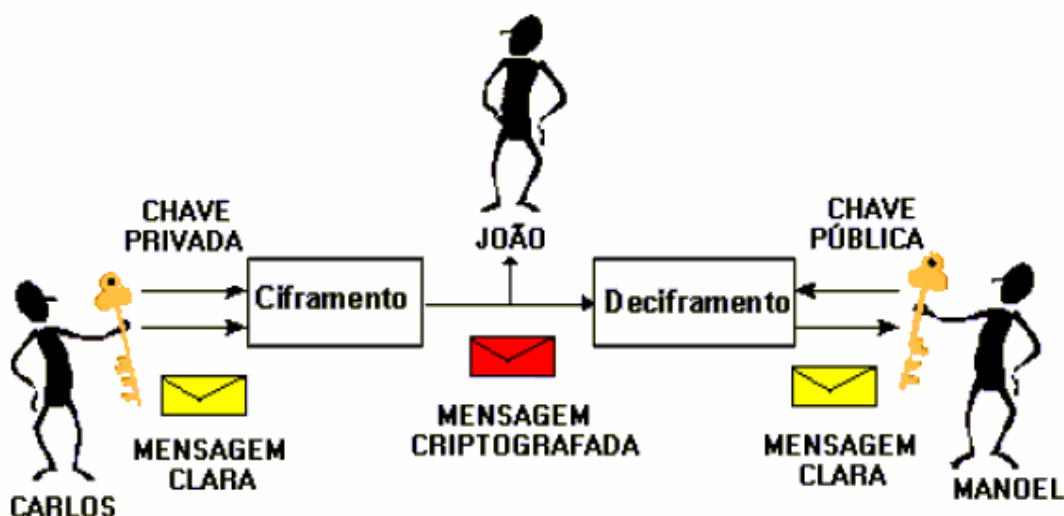 JOÃO
CHAVE
PRIVADA
CHAVE
PÚBLICA
Ciframento
Deciframento
MENSAGEM
CLARA
MENSAGEM
CRIPTOGRAFADA
MENSAGEM
CLARA
CARLOS
MANOEL